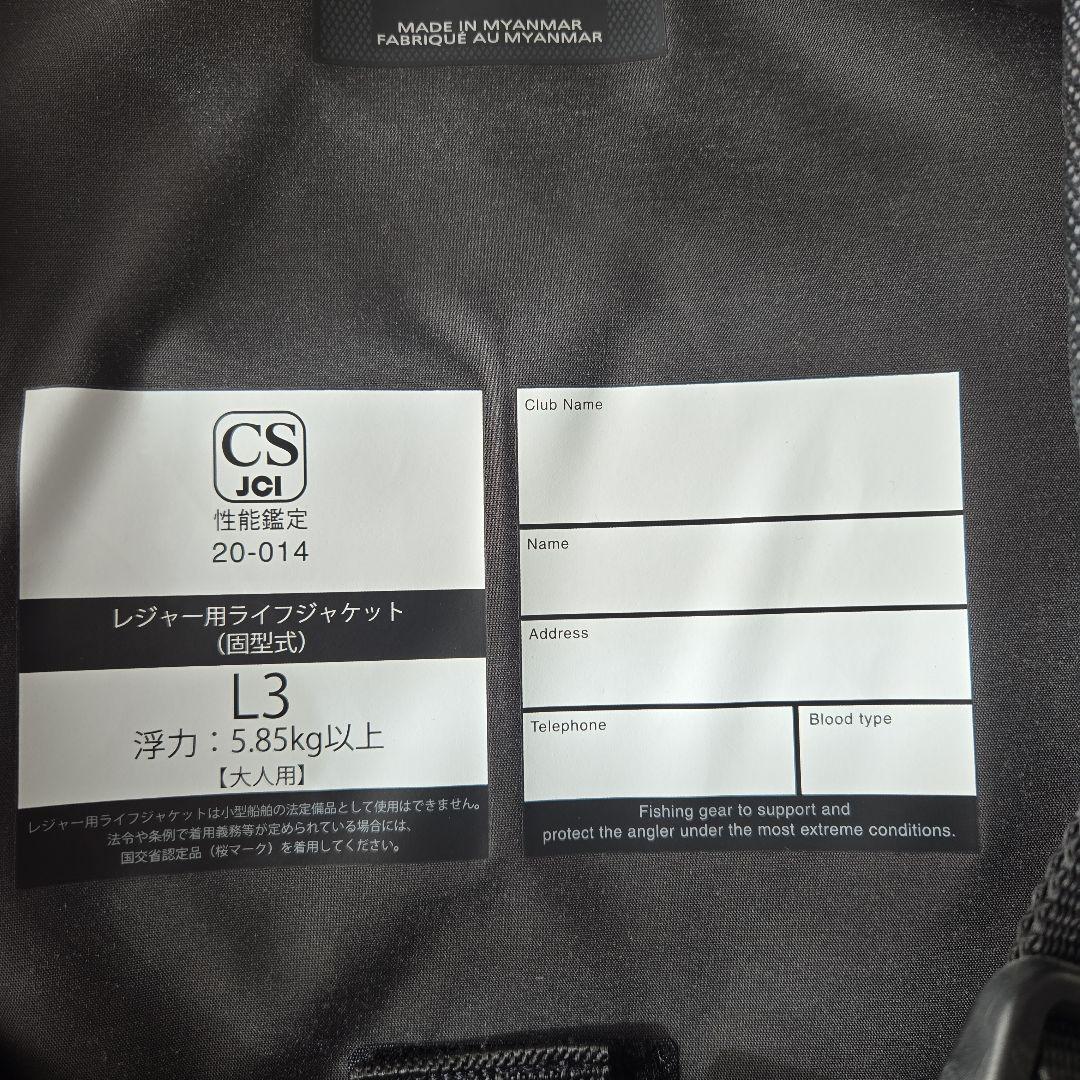 MADE IN MYANMAR
FABRIQUÉ AU MYANMAR
CS
JCI
性能鑑定
20-014
レジャー用ライフジャケット
（固型式）
L3
浮力：5.85kg以上
【大人用】
レジャー用ライフジャケットは小型船舶の法定備品として使用はできません。
法令や条例で着用義務等が定められている場合には、
国交省認定品（桜マーク）を着用してください。
Club Name
Name
Address
Telephone
Blood type
Fishing gear to support and
protect the angler under the most extreme conditions.